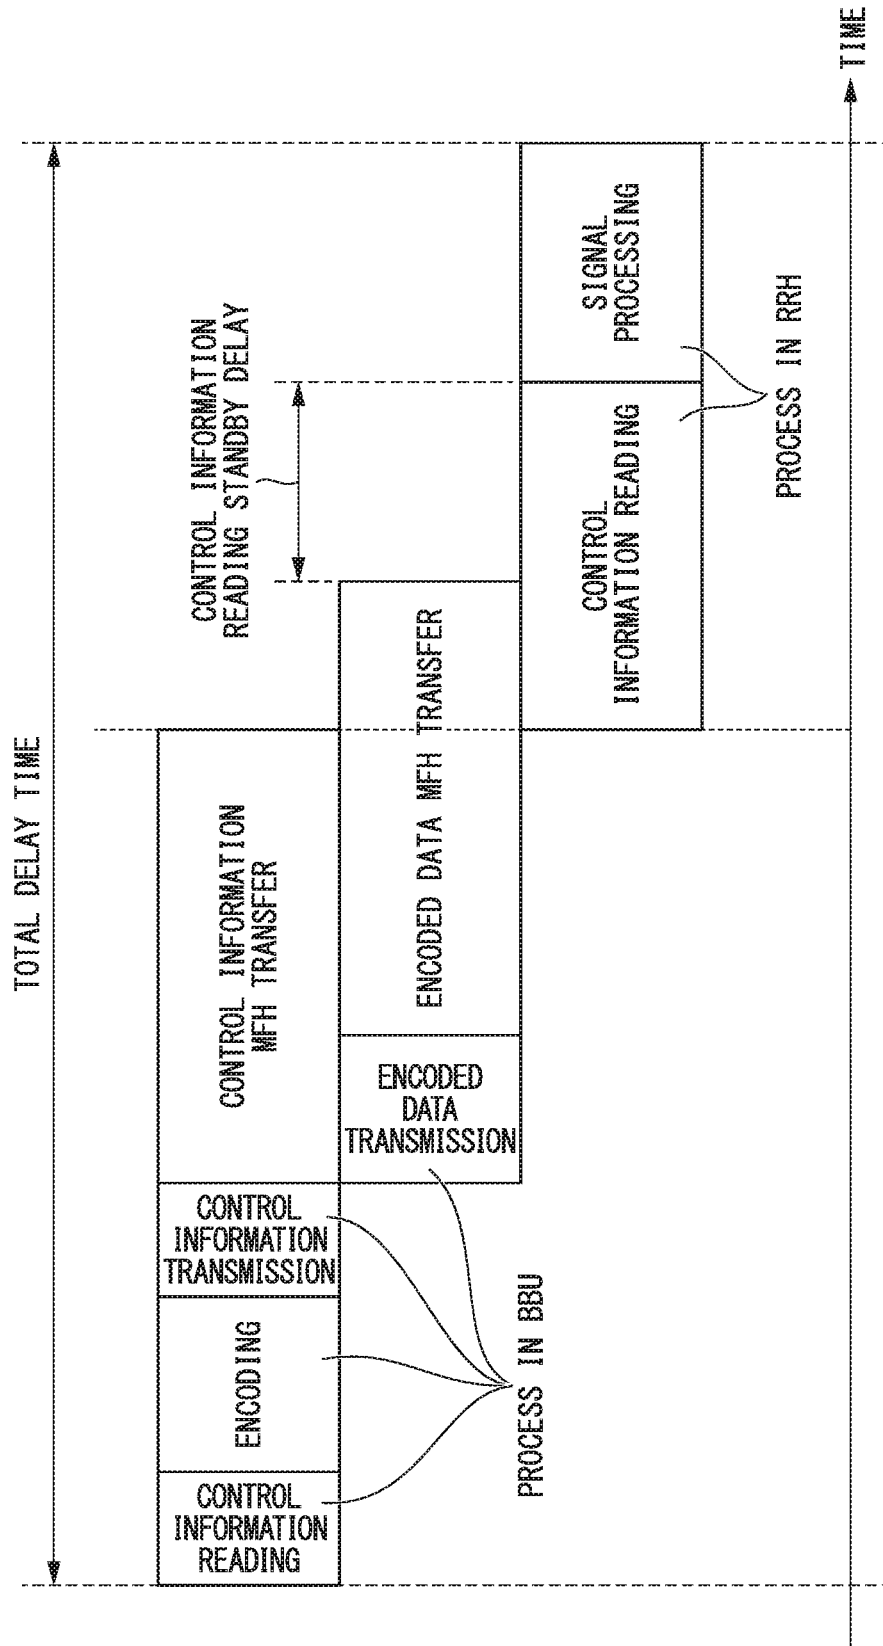 TOTAL DELAY TIME
CONTROL INFORMATION
READING STANDBY DELAY
CONTROL
INFORMATION
READING
ENCODING
CONTROL
INFORMATION
TRANSMISSION
CONTROL INFORMATION
MFH TRANSFER
ENCODED
DATA
TRANSMISSION
ENCODED DATA MFH TRANSFER
CONTROL
INFORMATION READING
SIGNAL
PROCESSING
PROCESS IN BBU
PROCESS IN RRH
TIME